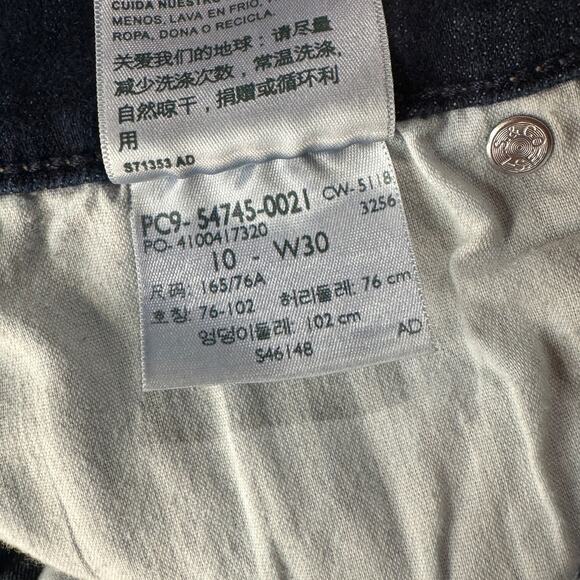 CUIDA NUESTRO
MENOS, LAVA EN FRÍO,
ROPA, DONA O RECICLA.
关爱我们的地球：请尽量
减少洗涤次数，常温洗涤，
自然晾干，捐赠或循环利
用
S71353 AD
PC9- 54745-0021 CW-5118
PO. 4100417320 3256
10 - W30
尺码: 165/76A
호칭: 76-102 허리둘레: 76 cm
엉덩이둘레: 102 cm
S46148 AD
& CO